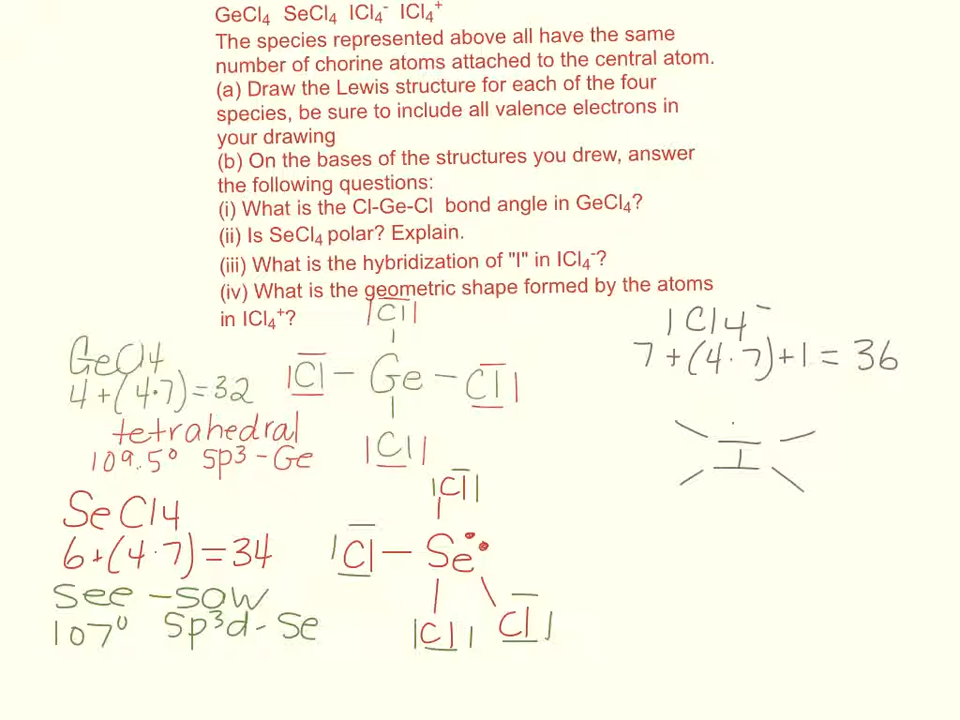 GeCl4 SeCl4 ICl4⁻ ICl4⁺
The species represented above all have the same
number of chorine atoms attached to the central atom.
(a) Draw the Lewis structure for each of the four
species, be sure to include all valence electrons in
your drawing
(b) On the bases of the structures you drew, answer
the following questions:
(i) What is the Cl-Ge-Cl bond angle in GeCl4?
(ii) Is SeCl4 polar? Explain.
(iii) What is the hybridization of "I" in ICl4⁻?
(iv) What is the geometric shape formed by the atoms
in ICl4⁺?
GeCl4
4+(4·7)=32
tetrahedral
109.5° sp3-Ge
Cl
Cl - Ge - Cl
Cl
SeCl4
6+(4·7)=34
see-saw
107° sp³d-Se
Cl
Cl - Se
Cl Cl
ICl4⁻
7+(4·7)+1=36
I